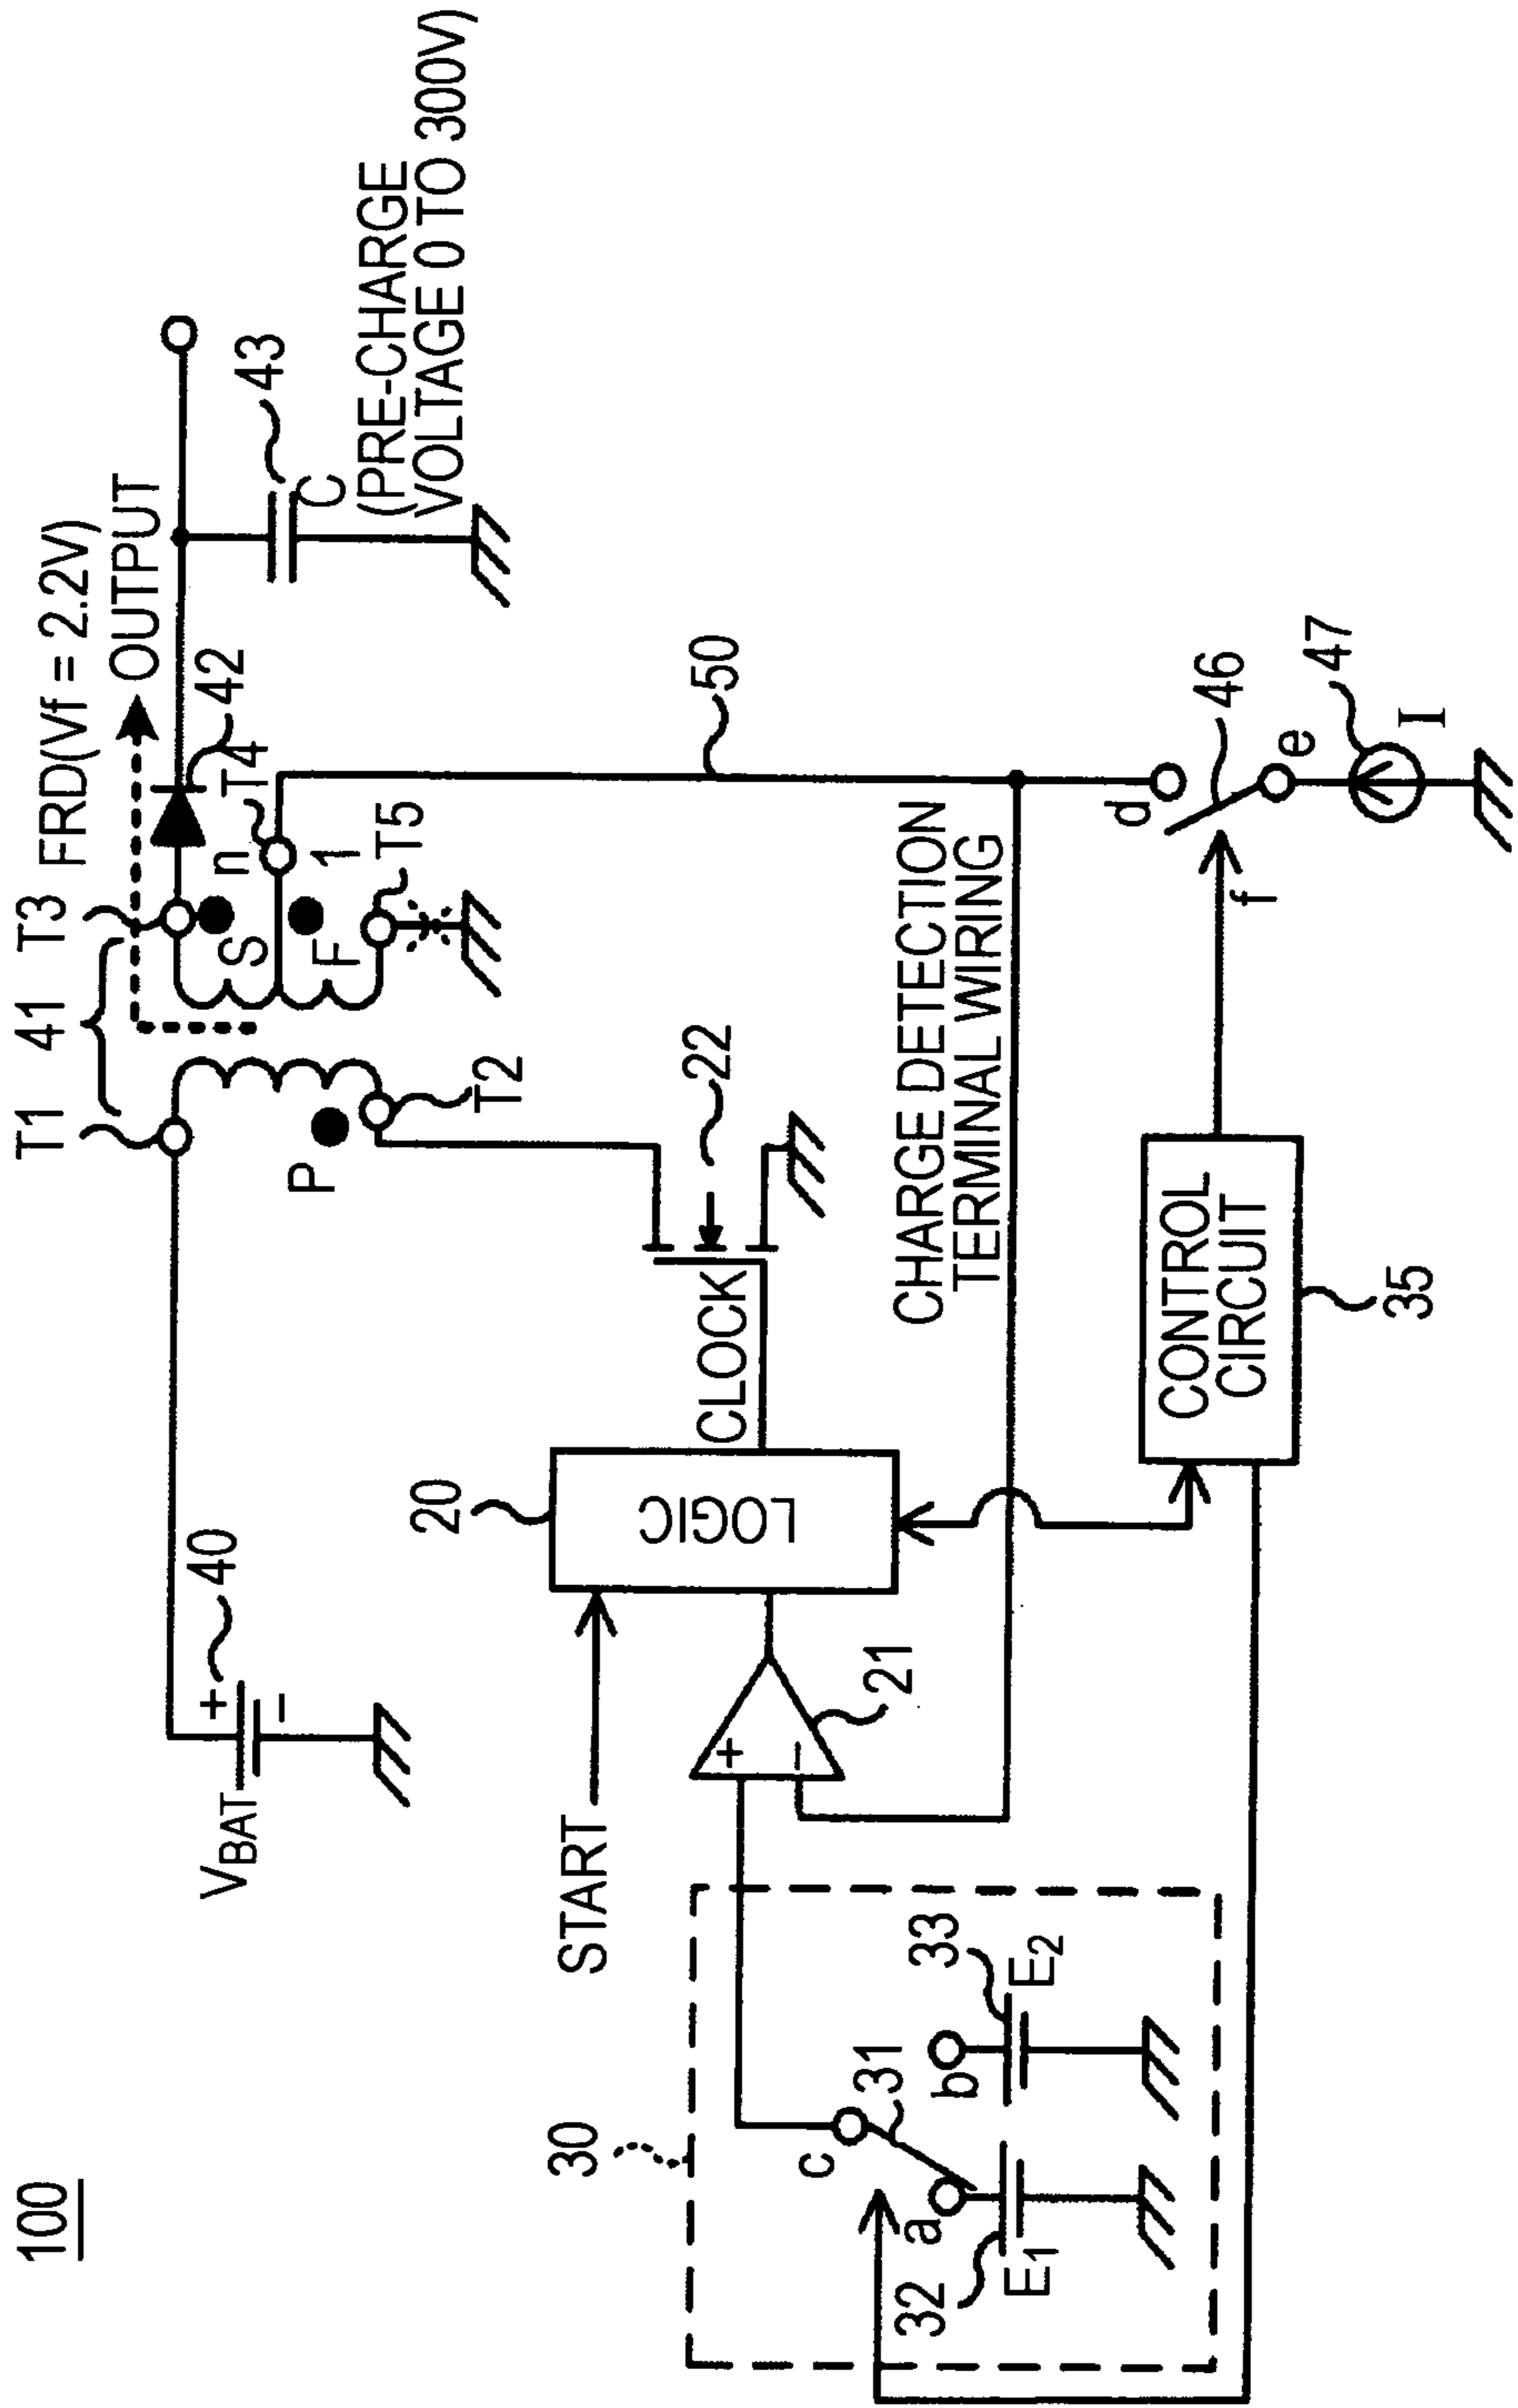 100
T1
41
T3
FRD(Vf = 2.2V)
OUTPUT
42
n
T4
S
1
F
T5
P
T2
43
C
(PRE-CHARGE
VOLTAGE 0 TO 300V)
VBAT
+
−
40
START
20
LOGIC
CLOCK
22
50
CHARGE DETECTION
TERMINAL WIRING
+
−
21
30
c
31
a
b
32
33
E1
E2
CONTROL
CIRCUIT
35
f
d
46
e
47
I